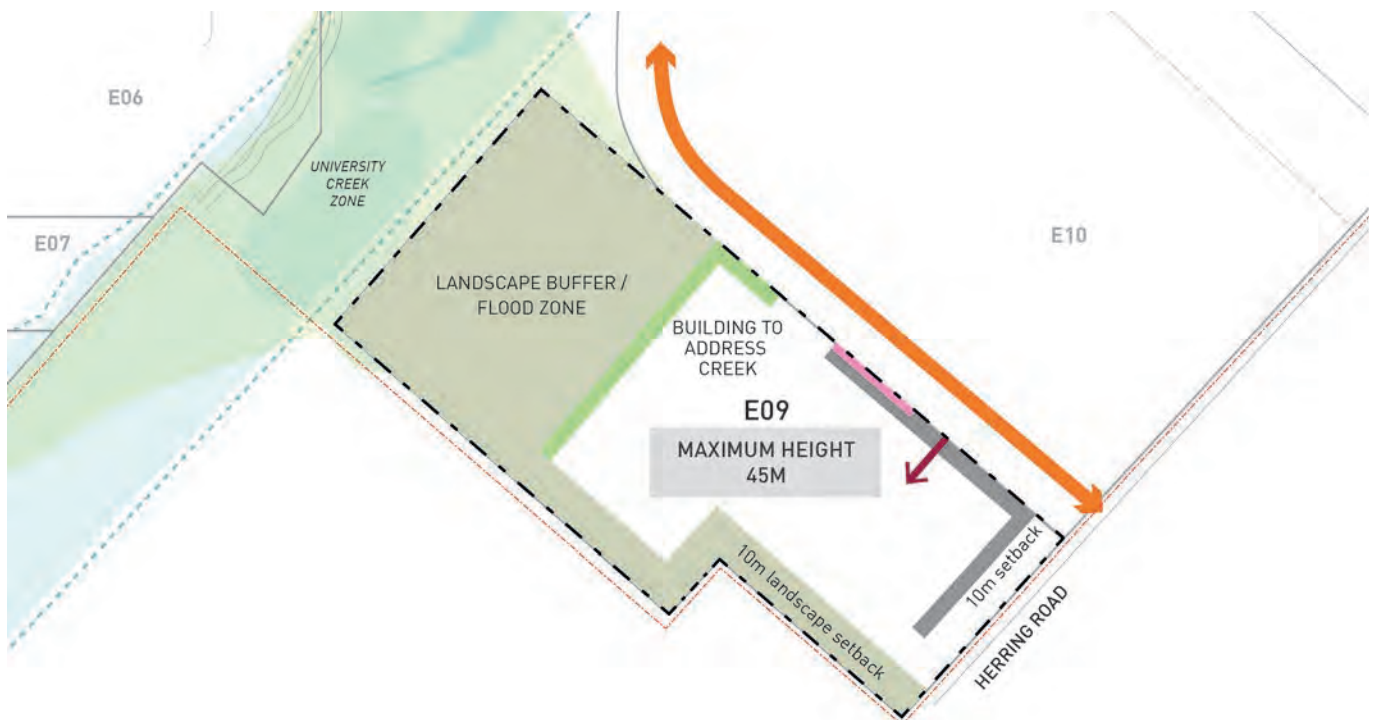 E06
UNIVERSITY
CREEK
ZONE
E07
E10
LANDSCAPE BUFFER /
FLOOD ZONE
BUILDING TO
ADDRESS
CREEK
E09
MAXIMUM HEIGHT
45M
10m landscape setback
10m setback
HERRING ROAD